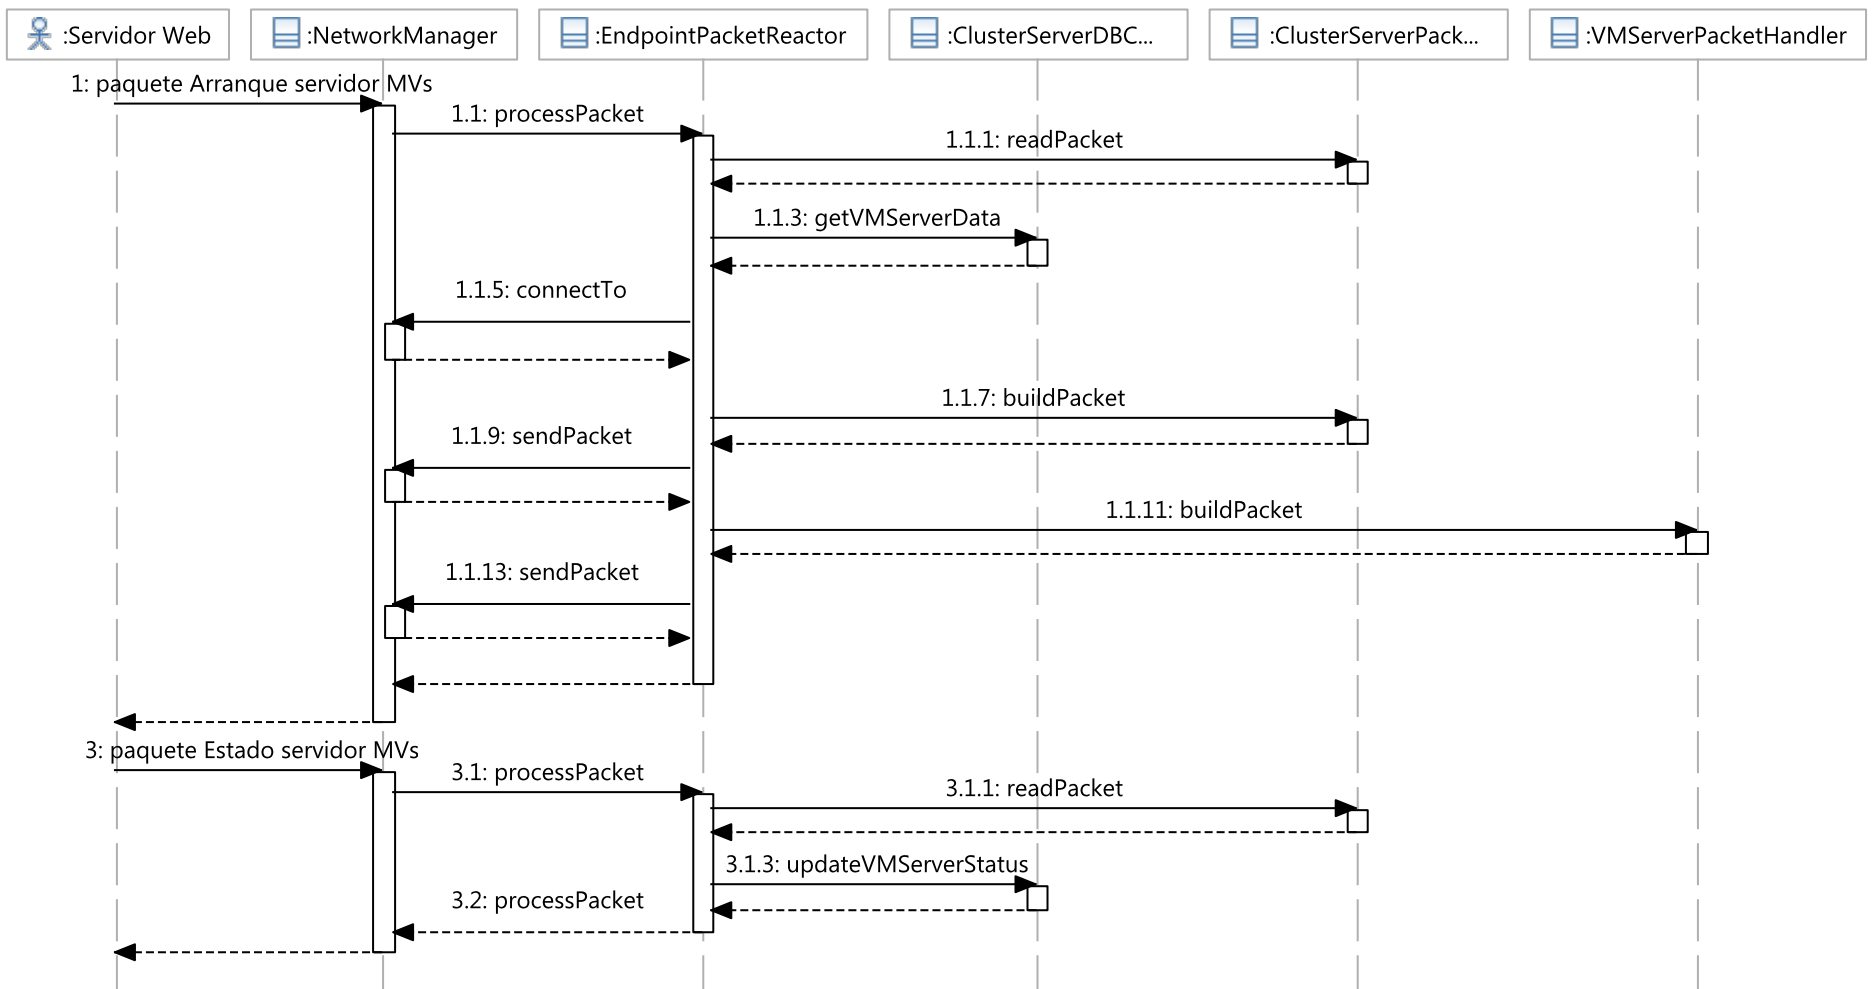 :Servidor Web
:NetworkManager
:EndpointPacketReactor
:ClusterServerDBC...
:ClusterServerPack...
:VMServerPacketHandler
1: paquete Arranque servidor MVs
1.1: processPacket
1.1.1: readPacket
1.1.3: getVMServerData
1.1.5: connectTo
1.1.7: buildPacket
1.1.9: sendPacket
1.1.11: buildPacket
1.1.13: sendPacket
3: paquete Estado servidor MVs
3.1: processPacket
3.1.1: readPacket
3.1.3: updateVMServerStatus
3.2: processPacket